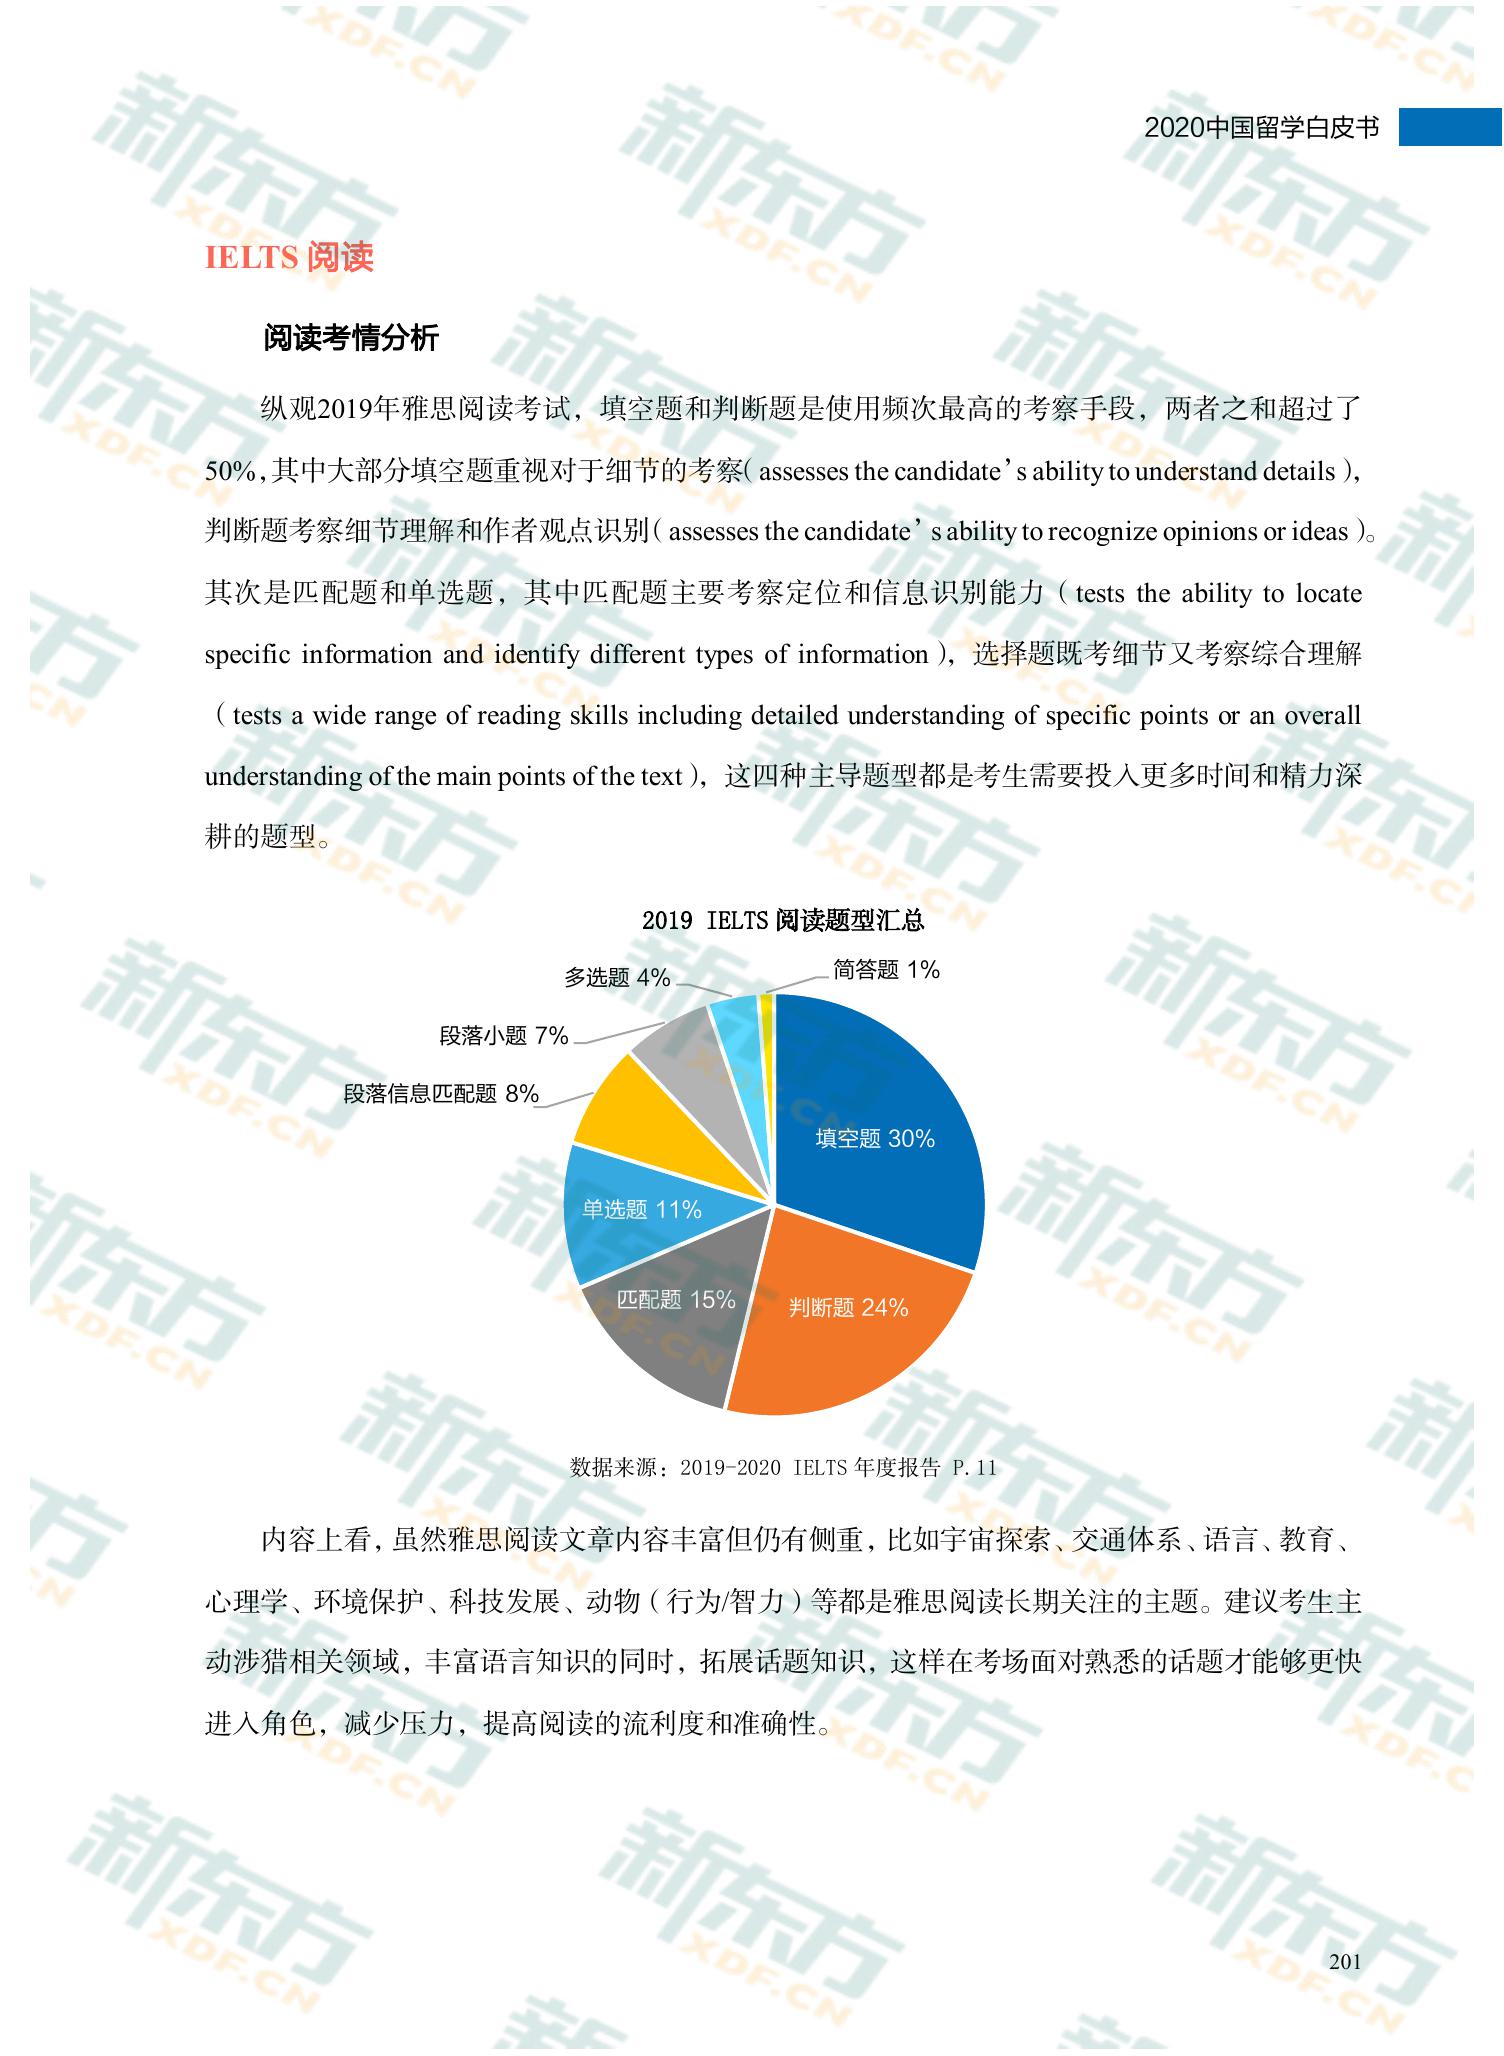 2020中国留学白皮书
IELTS 阅读
阅读考情分析
纵观2019年雅思阅读考试，填空题和判断题是使用频次最高的考察手段，两者之和超过了
50%，其中大部分填空题重视对于细节的考察（assesses the candidate’s ability to understand details），
判断题考察细节理解和作者观点识别（assesses the candidate’s ability to recognize opinions or ideas）。
其次是匹配题和单选题，其中匹配题主要考察定位和信息识别能力（tests the ability to locate
specific information and identify different types of information），选择题既考细节又考察综合理解
（tests a wide range of reading skills including detailed understanding of specific points or an overall
understanding of the main points of the text），这四种主导题型都是考生需要投入更多时间和精力深
耕的题型。
2019 IELTS 阅读题型汇总
简答题 1%
多选题 4%
段落小题 7%
段落信息匹配题 8%
填空题 30%
单选题 11%
匹配题 15%
判断题 24%
数据来源：2019-2020 IELTS 年度报告 P.11
内容上看，虽然雅思阅读文章内容丰富但仍有侧重，比如宇宙探索、交通体系、语言、教育、
心理学、环境保护、科技发展、动物（行为/智力）等都是雅思阅读长期关注的主题。建议考生主
动涉猎相关领域，丰富语言知识的同时，拓展话题知识，这样在考场面对熟悉的话题才能够更快
进入角色，减少压力，提高阅读的流利度和准确性。
201
新东方
XDF.CN